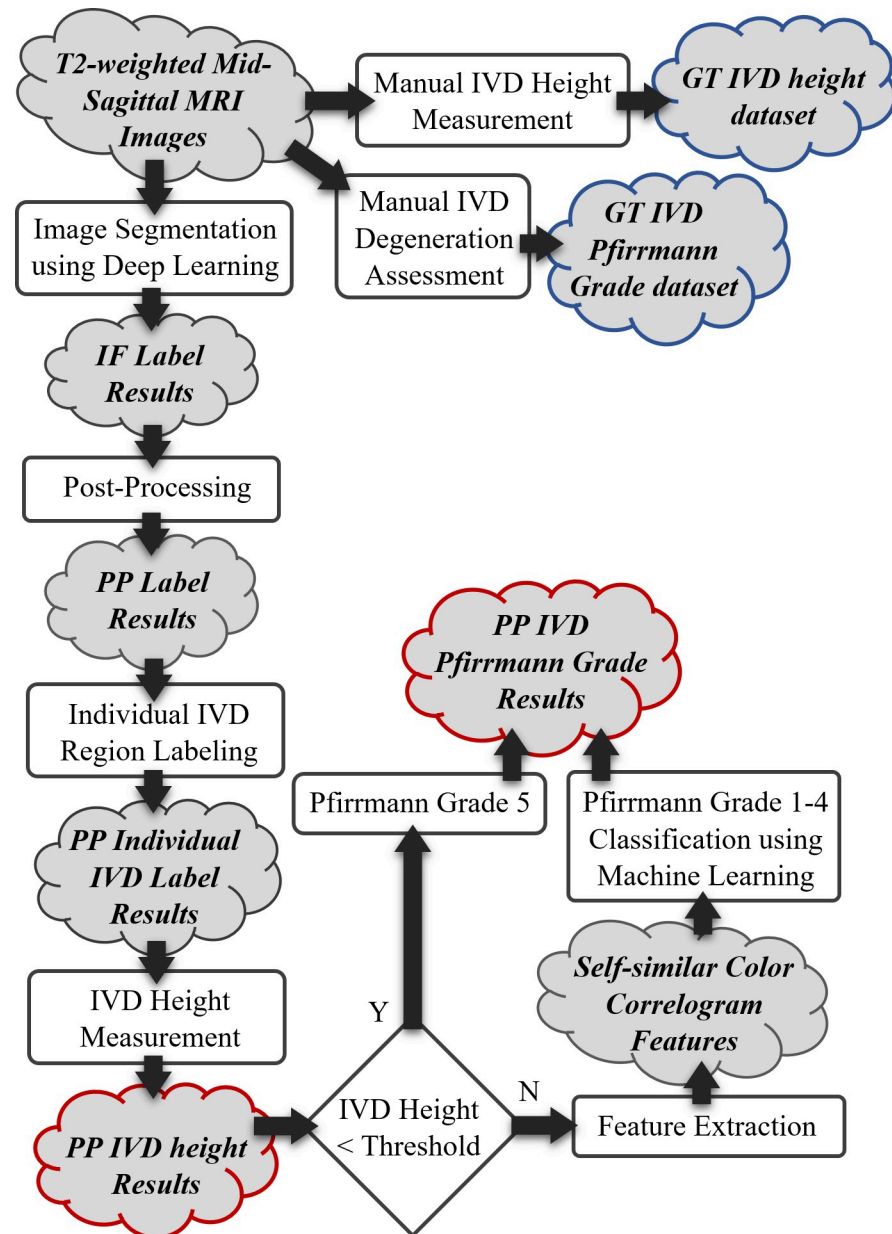 T2-weighted Mid-
Sagittal MRI
Images
Manual IVD Height
Measurement
GT IVD height
dataset
Manual IVD
Degeneration
Assessment
GT IVD
Pfirrmann
Grade dataset
Image Segmentation
using Deep Learning
IF Label
Results
Post-Processing
PP Label
Results
Individual IVD
Region Labeling
PP Individual
IVD Label
Results
IVD Height
Measurement
PP IVD height
Results
IVD Height
< Threshold
Y
N
Pfirrmann Grade 5
Feature Extraction
Self-similar Color
Correlogram
Features
Pfirrmann Grade 1-4
Classification using
Machine Learning
PP IVD
Pfirrmann Grade
Results